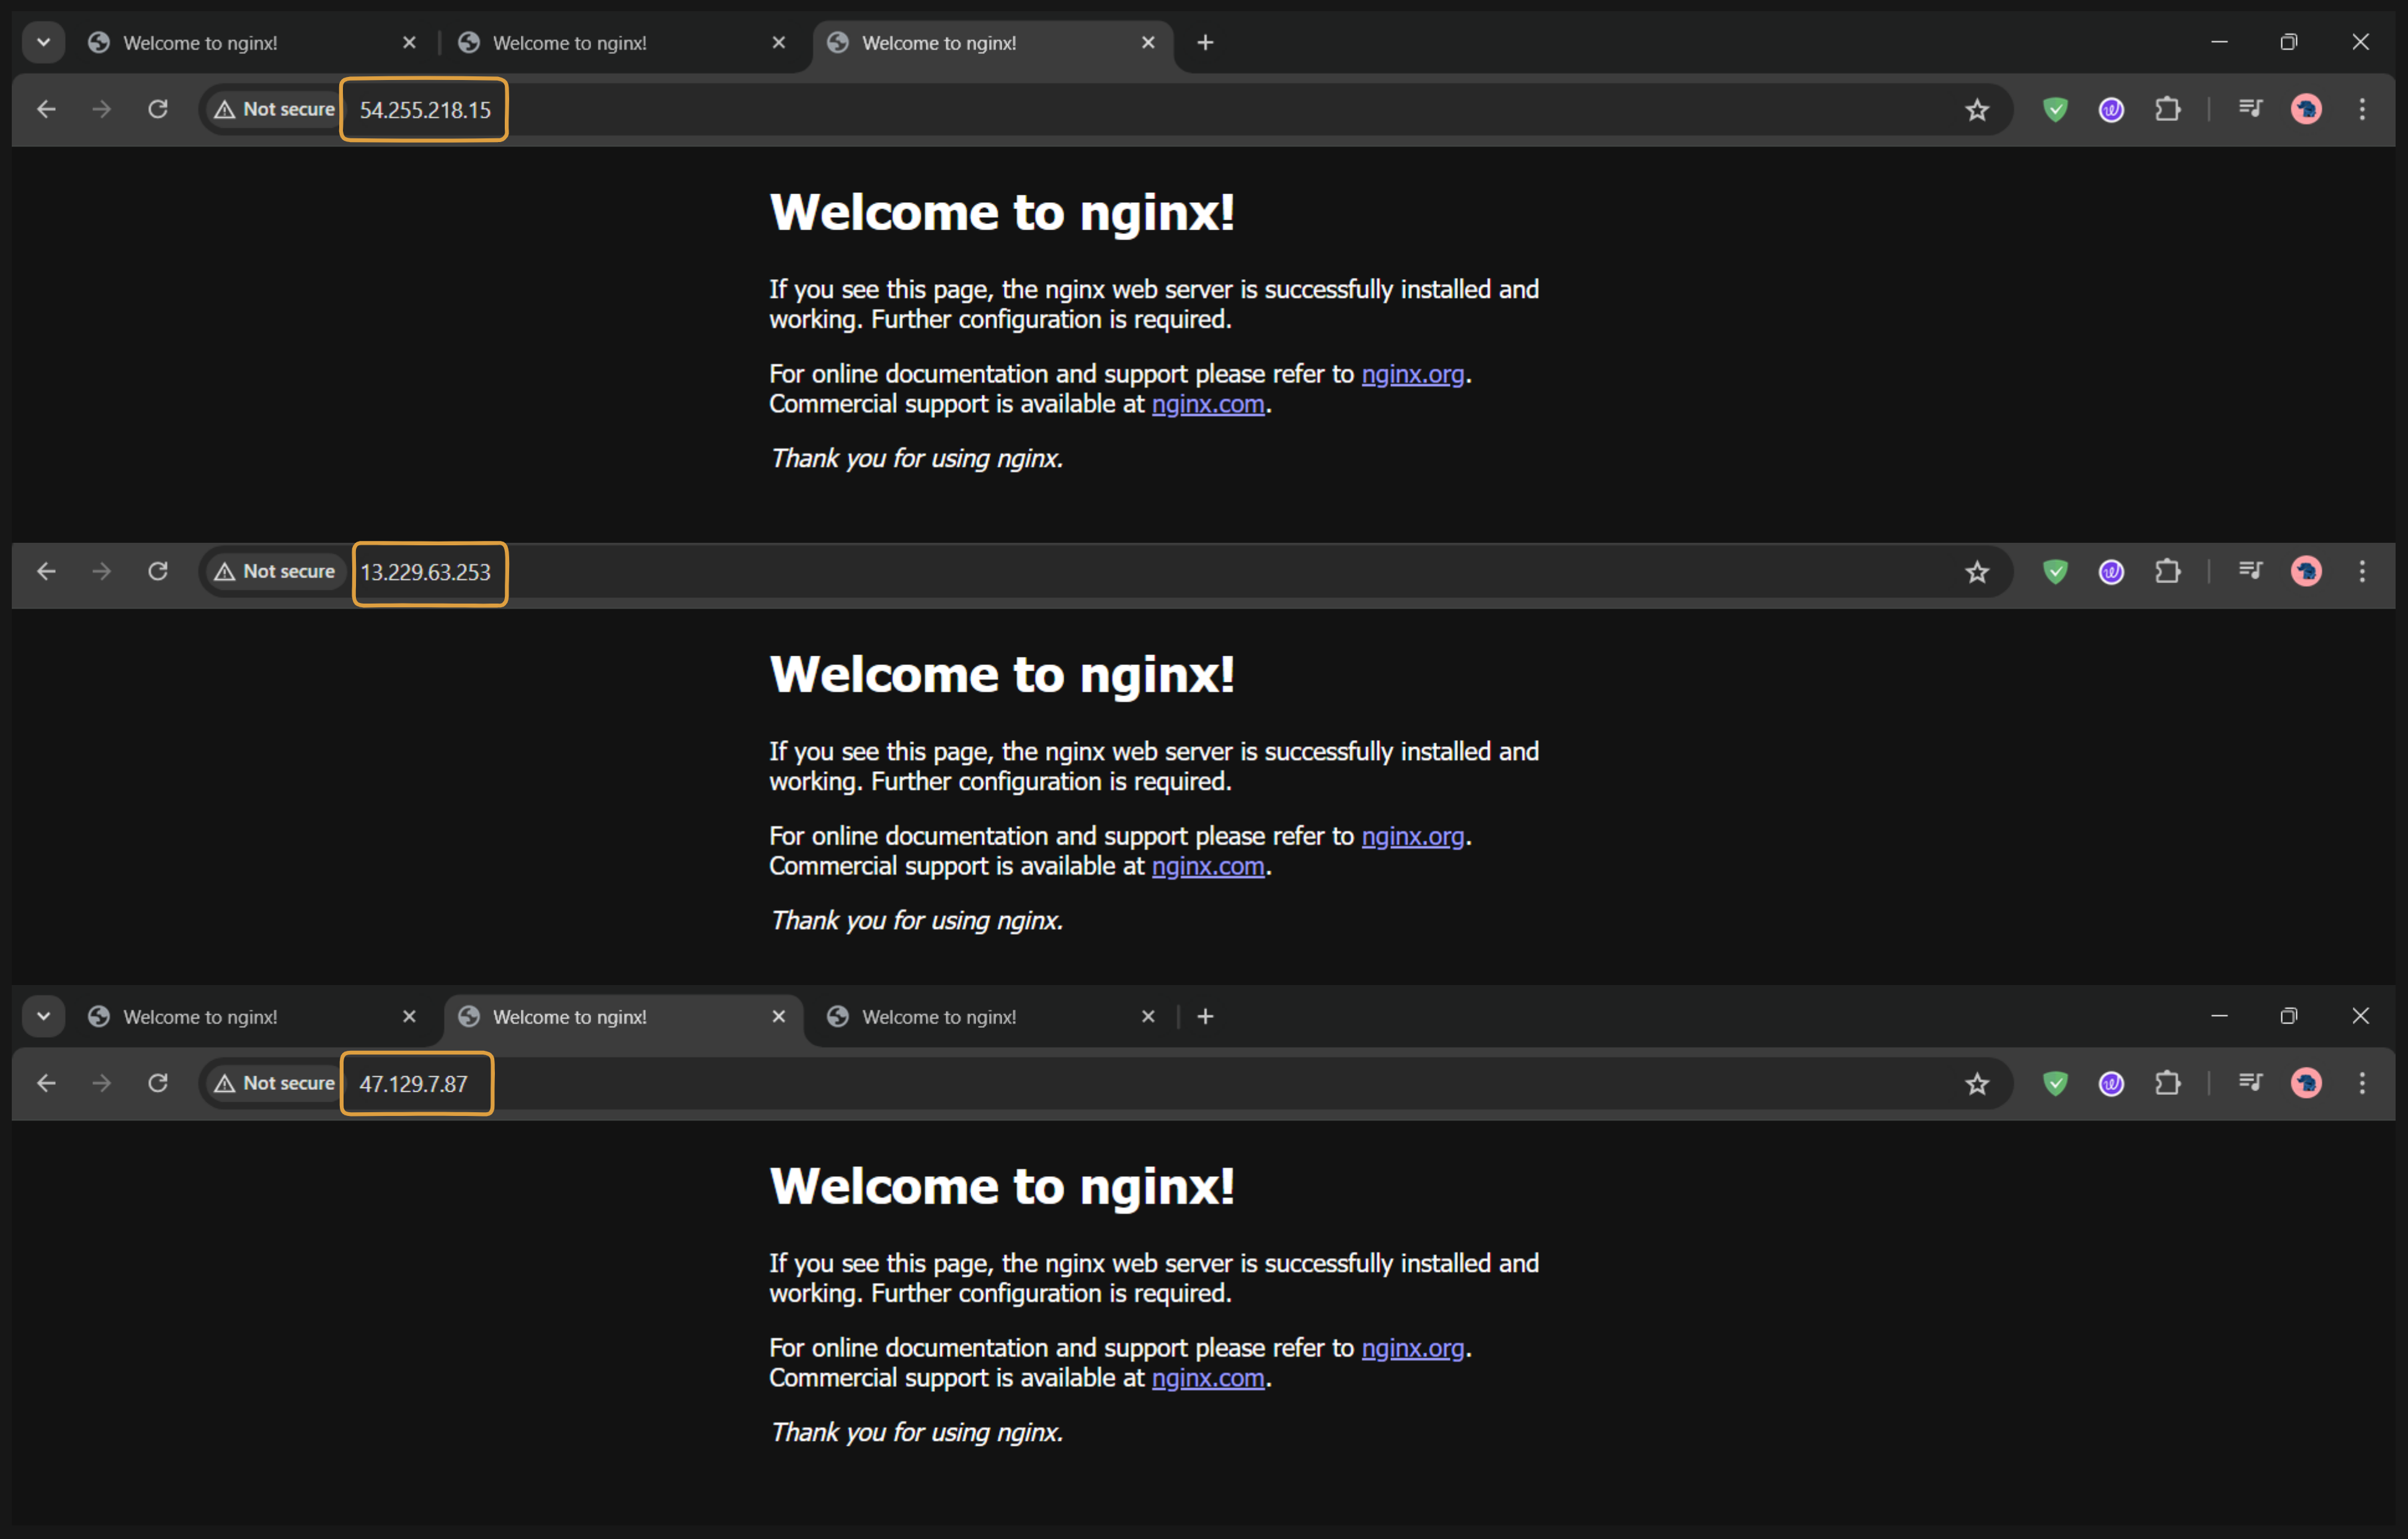 Welcome to nginx!
Welcome to nginx!
Welcome to nginx!
Not secure 54.255.218.15
Welcome to nginx!
If you see this page, the nginx web server is successfully installed and
working. Further configuration is required.
For online documentation and support please refer to nginx.org.
Commercial support is available at nginx.com.
Thank you for using nginx.
Not secure 13.229.63.253
Welcome to nginx!
If you see this page, the nginx web server is successfully installed and
working. Further configuration is required.
For online documentation and support please refer to nginx.org.
Commercial support is available at nginx.com.
Thank you for using nginx.
Welcome to nginx!
Welcome to nginx!
Welcome to nginx!
Not secure 47.129.7.87
Welcome to nginx!
If you see this page, the nginx web server is successfully installed and
working. Further configuration is required.
For online documentation and support please refer to nginx.org.
Commercial support is available at nginx.com.
Thank you for using nginx.